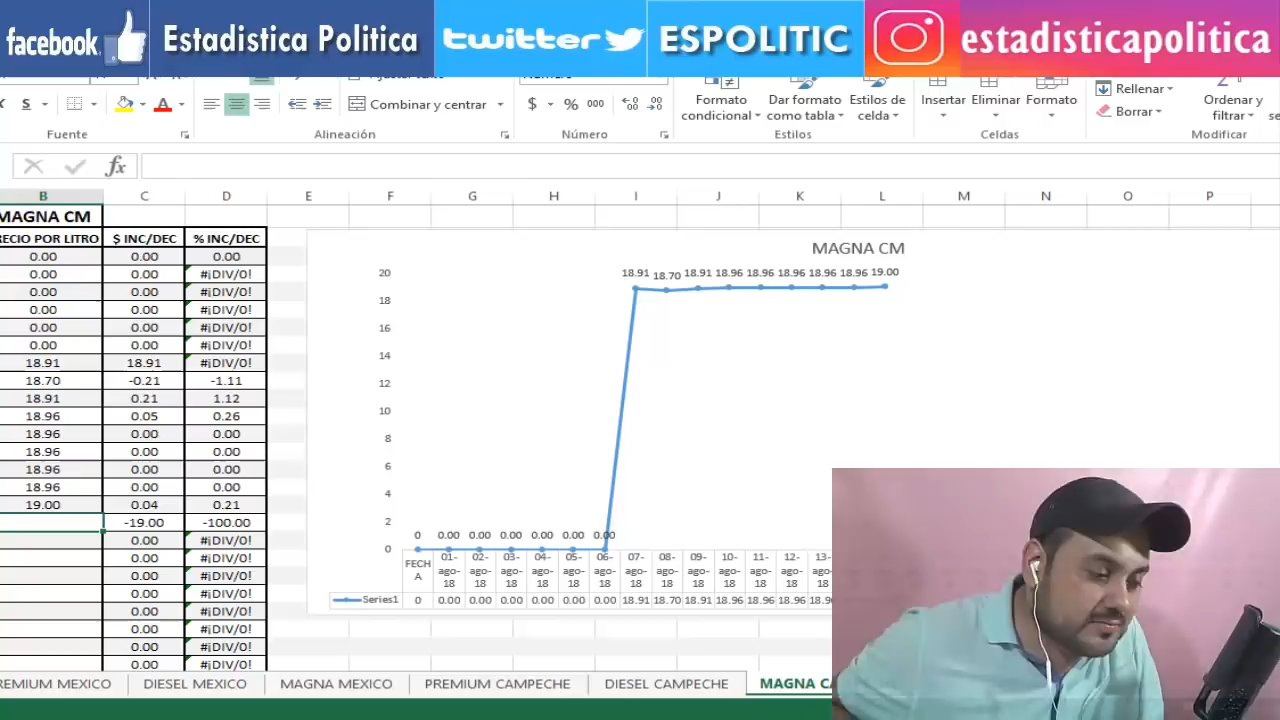 facebook Estadistica Politica twitter ESPOLITIC estadisticapolitica
S A Combinar y centrar $ % 000 Formato condicional Dar formato como tabla Estilos de celda Insertar Eliminar Formato Rellenar Borrar Ordenar y filtrar
Fuente Alineación Número Estilos Celdas Modificar
fx
B C D E F G H I J K L M N O P
MAGNA CM
RECIO POR LITRO $ INC/DEC % INC/DEC
0.00 0.00 0.00
0.00 0.00 #¡DIV/0!
0.00 0.00 #¡DIV/0!
0.00 0.00 #¡DIV/0!
0.00 0.00 #¡DIV/0!
0.00 0.00 #¡DIV/0!
18.91 18.91 #¡DIV/0!
18.70 -0.21 -1.11
18.91 0.21 1.12
18.96 0.05 0.26
18.96 0.00 0.00
18.96 0.00 0.00
18.96 0.00 0.00
18.96 0.00 0.00
19.00 0.04 0.21
-19.00 -100.00
0.00 #¡DIV/0!
0.00 #¡DIV/0!
0.00 #¡DIV/0!
0.00 #¡DIV/0!
0.00 #¡DIV/0!
0.00 #¡DIV/0!
0.00 #¡DIV/0!
0.00 #¡DIV/0!
MAGNA CM
18.91 18.70 18.91 18.96 18.96 18.96 18.96 18.96 19.00
20
18
16
14
12
10
8
6
4
2
0
0 0.00 0.00 0.00 0.00 0.00 0.00
FECHA 01-ago-18 02-ago-18 03-ago-18 04-ago-18 05-ago-18 06-ago-18 07-ago-18 08-ago-18 09-ago-18 10-ago-18 11-ago-18 12-ago-18 13-ago-18
Series1 0 0.00 0.00 0.00 0.00 0.00 0.00 18.91 18.70 18.91 18.96 18.96 18.96 18.96
REMIUM MEXICO DIESEL MEXICO MAGNA MEXICO PREMIUM CAMPECHE DIESEL CAMPECHE MAGNA CA